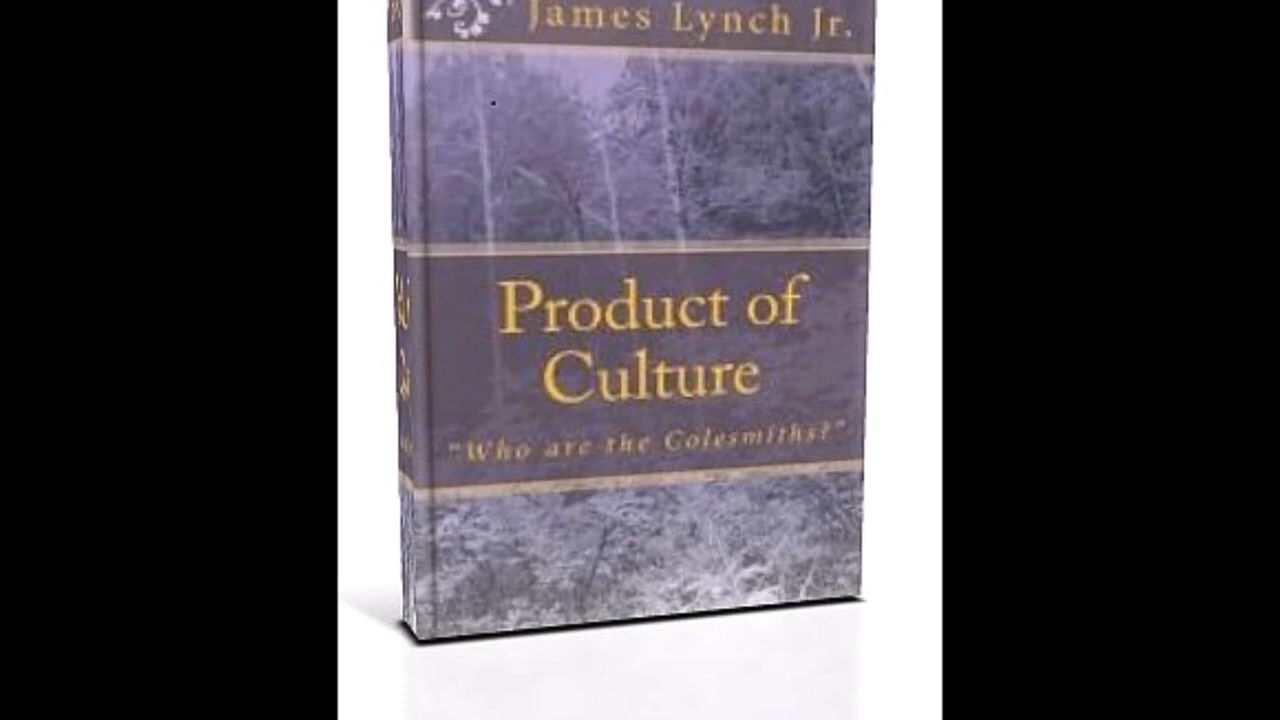 James Lynch Jr.
Product of
Culture
"Who are the Colesmiths?"